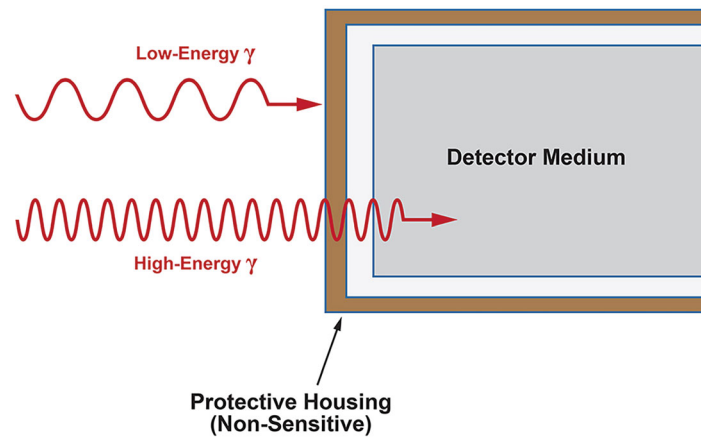 Low-Energy γ
Detector Medium
High-Energy γ
Protective Housing
(Non-Sensitive)